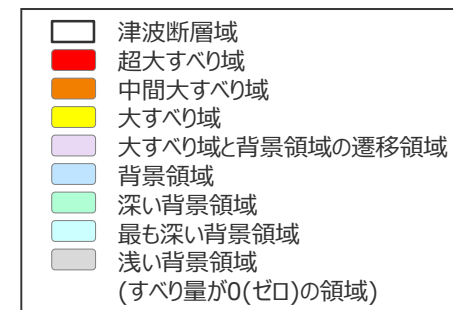 津波断層域
超大すべり域
中間大すべり域
大すべり域
大すべり域と背景領域の遷移領域
背景領域
深い背景領域
最も深い背景領域
浅い背景領域
(すべり量が0(ゼロ)の領域)